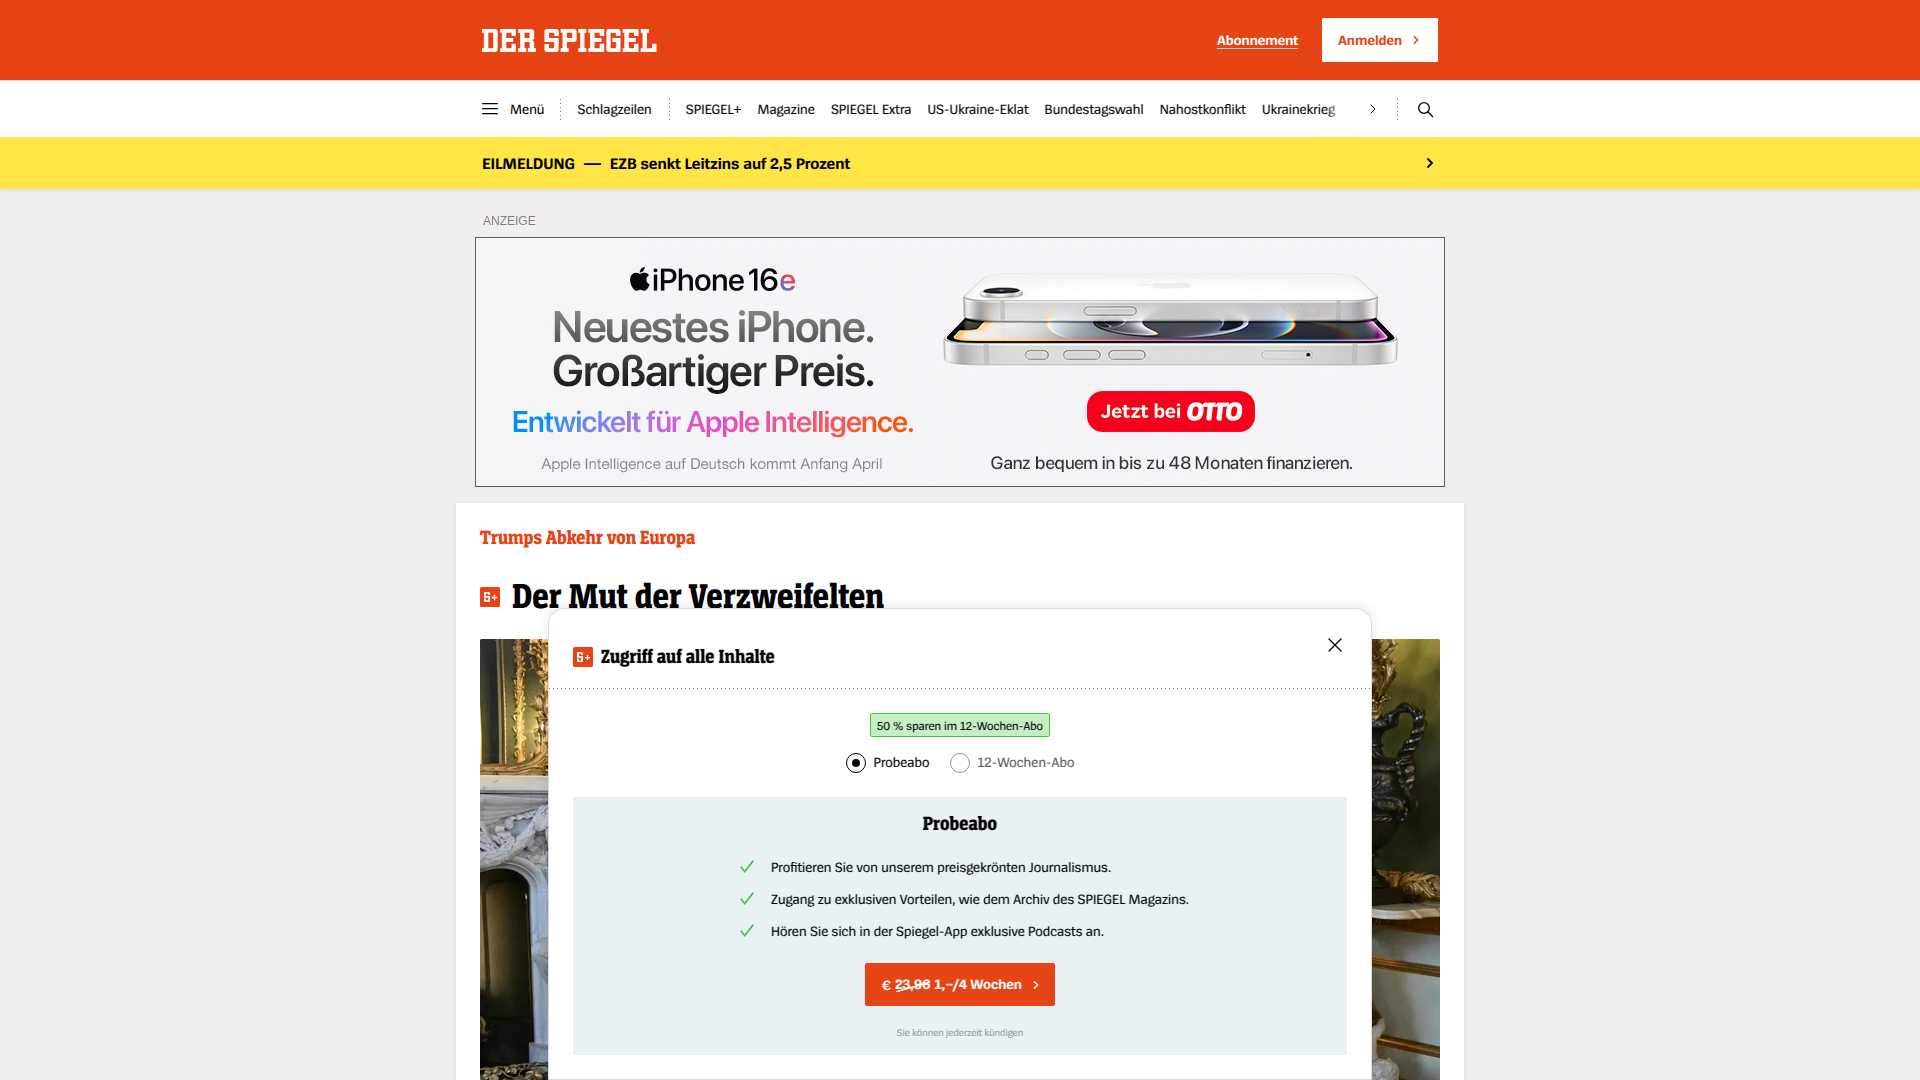 DER SPIEGEL
Abonnement
Anmelden
Menü
Schlagzeilen
SPIEGEL+
Magazine
SPIEGEL Extra
US-Ukraine-Eklat
Bundestagswahl
Nahostkonflikt
Ukrainekrieg
EILMELDUNG — EZB senkt Leitzins auf 2,5 Prozent
ANZEIGE
iPhone 16e
Neuestes iPhone.
Großartiger Preis.
Entwickelt für Apple Intelligence.
Apple Intelligence auf Deutsch kommt Anfang April
Jetzt bei OTTO
Ganz bequem in bis zu 48 Monaten finanzieren.
Trumps Abkehr von Europa
S+ Der Mut der Verzweifelten
S+ Zugriff auf alle Inhalte
50 % sparen im 12-Wochen-Abo
Probeabo
12-Wochen-Abo
Probeabo
Profitieren Sie von unserem preisgekrönten Journalismus.
Zugang zu exklusiven Vorteilen, wie dem Archiv des SPIEGEL Magazins.
Hören Sie sich in der Spiegel-App exklusive Podcasts an.
€ 23,96 1,–/4 Wochen
Sie können jederzeit kündigen